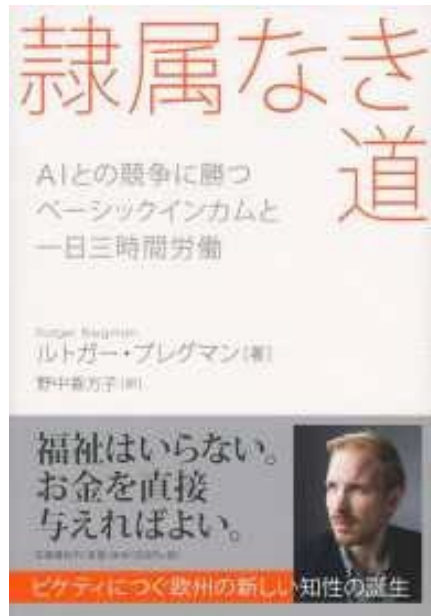 隷属なき
道
AIとの競争に勝つ
ベーシックインカムと
一日三時間労働
Rutger Bregman
ルトガー・ブレグマン[著]
野中香方子[訳]
福祉はいらない。
お金を直接
与えればよい。
ピケティにつぐ欧州の新しい知性の誕生